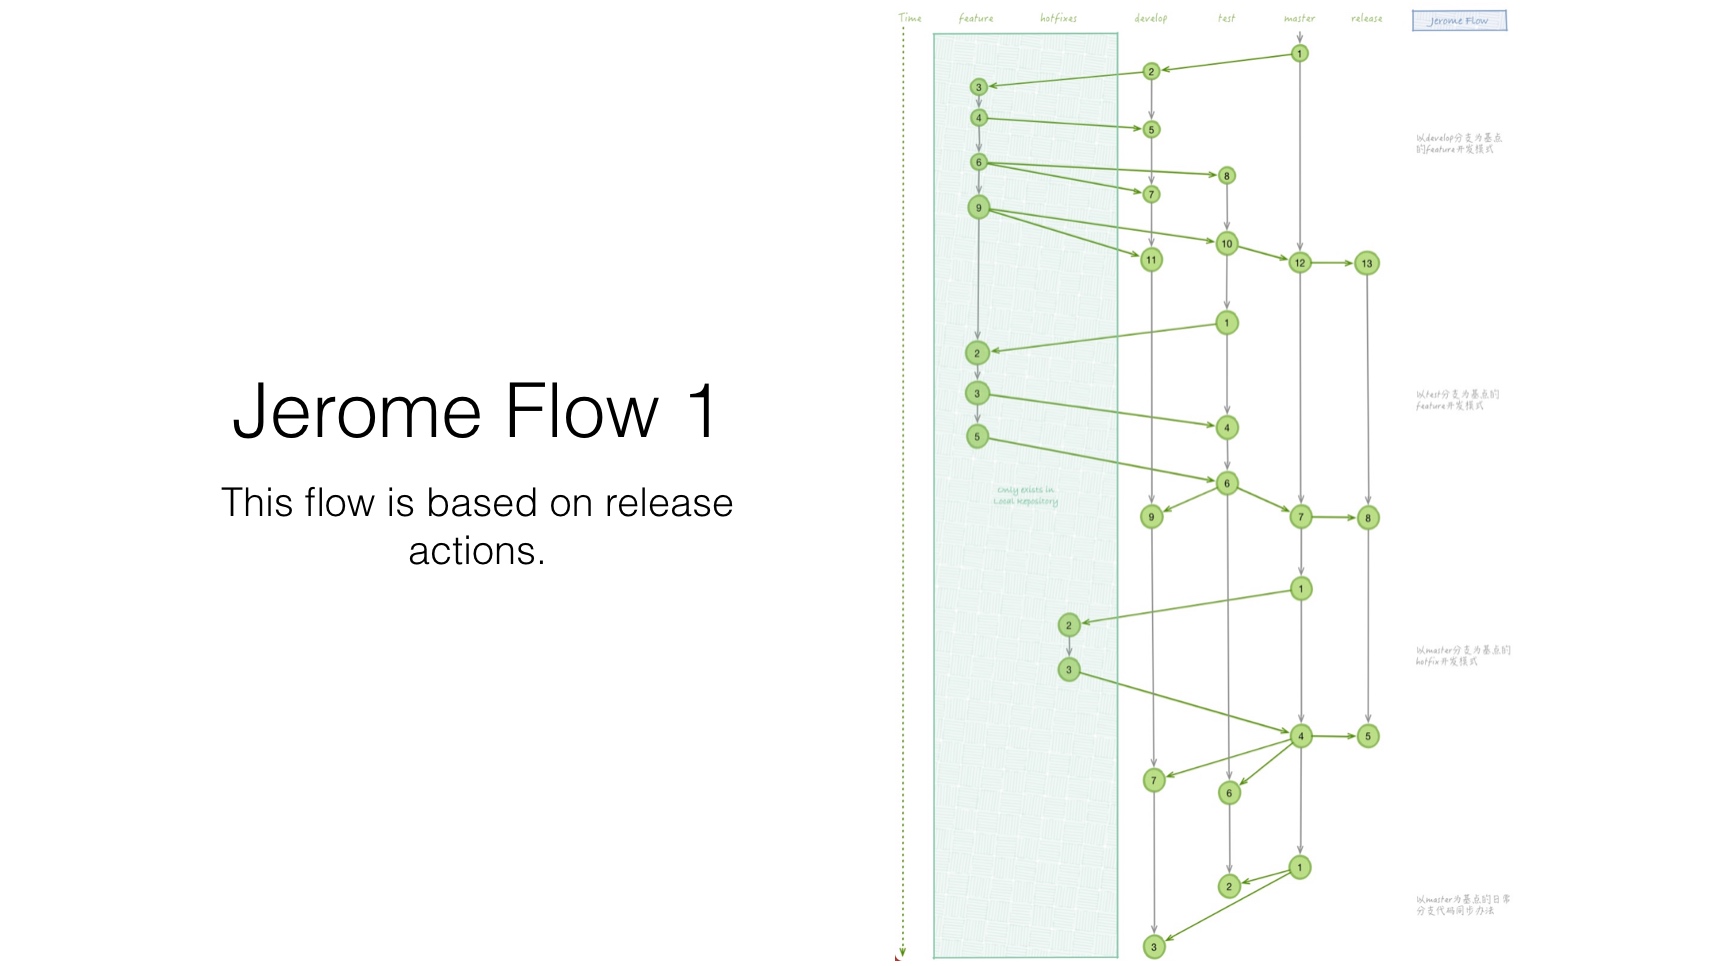 Jerome Flow 1
This flow is based on release
actions.
Time feature hotfixes develop test master release Jerome Flow
1
2
3
4
5
6
8
7
9
10
11
12
13
以develop分支为基点
的feature开发模式
1
2
3
4
5
6
9
7
8
以test分支为基点的
feature开发模式
Only exists in
Local Repository
1
2
3
4
5
7
6
以master分支为基点的
hotfix开发模式
1
2
3
以master为基点的日常
分支代码同步办法